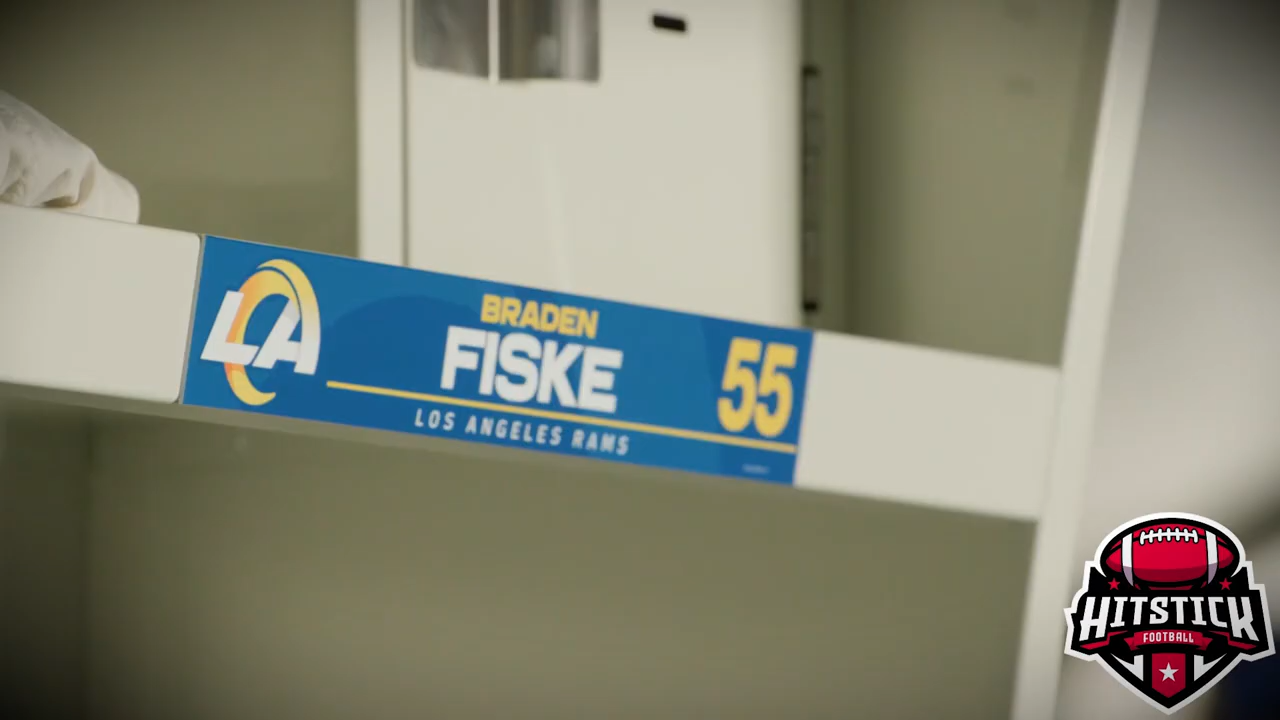 LA
BRADEN
FISKE
55
LOS ANGELES RAMS
HITSTICK
FOOTBALL